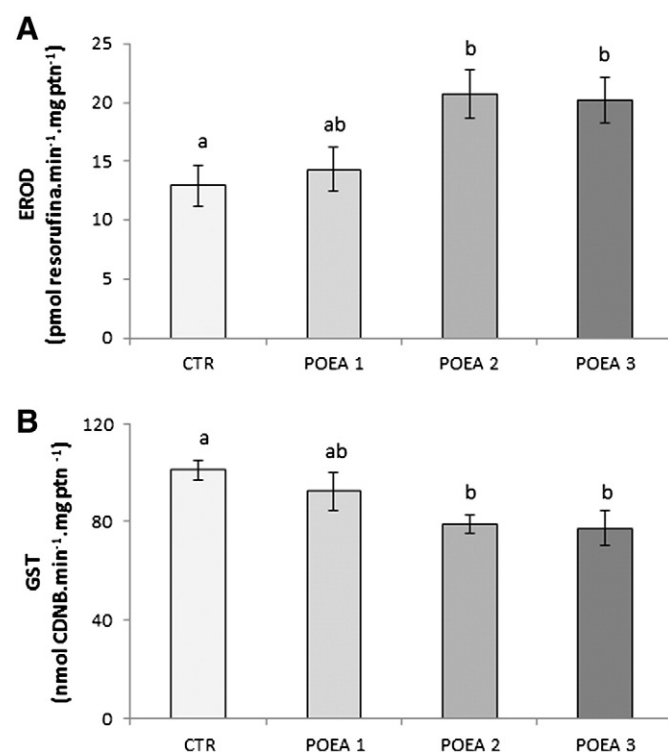 A
EROD
(pmol resorufina.min⁻¹.mg ptn⁻¹)
25
20
15
10
5
0
a
ab
b
b
CTR
POEA 1
POEA 2
POEA 3
B
GST
(nmol CDNB.min⁻¹.mg ptn ⁻¹)
120
80
40
0
a
ab
b
b
CTR
POEA 1
POEA 2
POEA 3